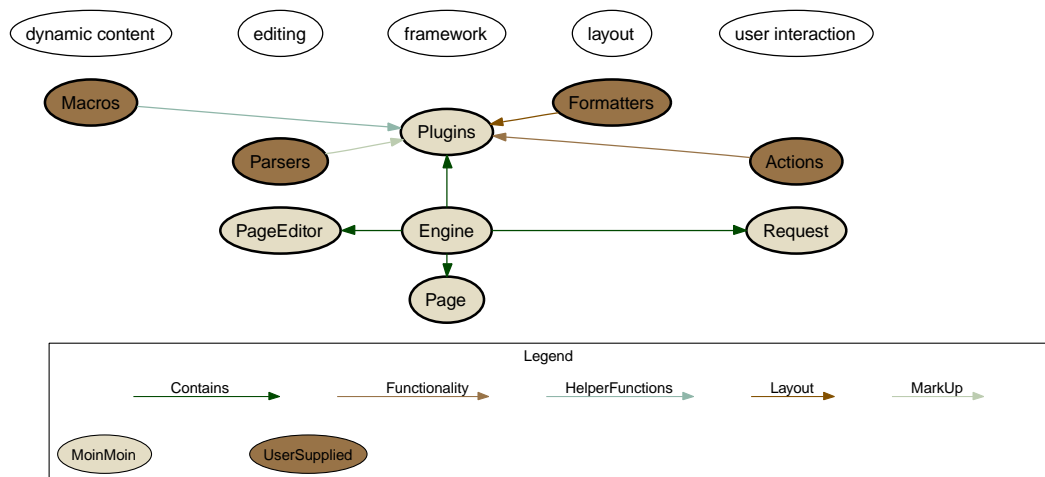 dynamic content
editing
framework
layout
user interaction
Macros
Formatters
Plugins
Parsers
Actions
PageEditor
Engine
Request
Page
Legend
Contains
Functionality
HelperFunctions
Layout
MarkUp
MoinMoin
UserSupplied